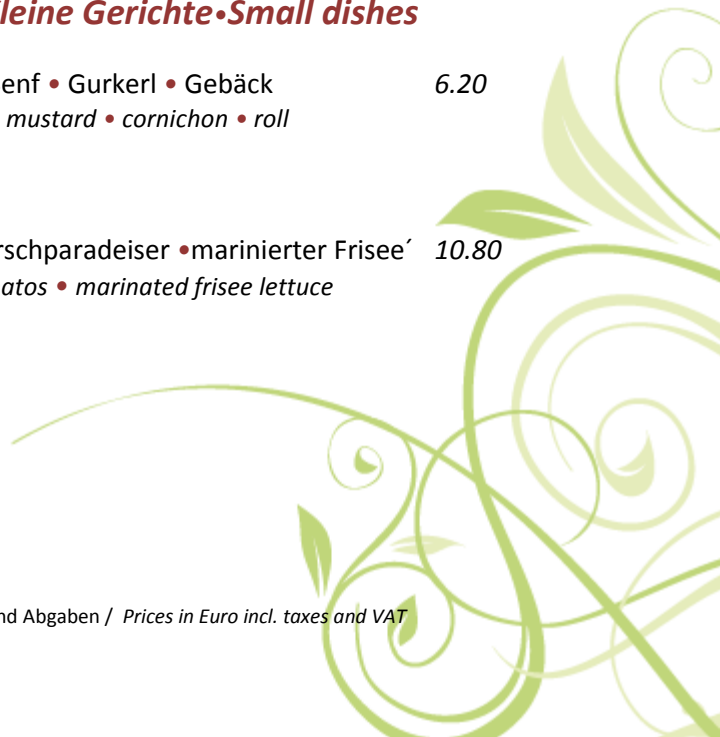 leine Gerichte•Small dishes
enf • Gurkerl • Gebäck 6.20
mustard • cornichon • roll
rschparadeiser •marinierter Frisee´ 10.80
atos • marinated frisee lettuce
nd Abgaben / Prices in Euro incl. taxes and VAT